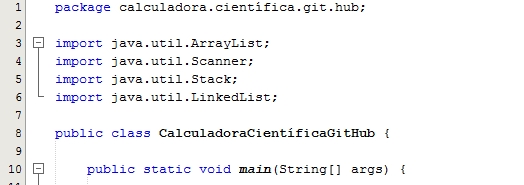 1 package calculadora.científica.git.hub;
2
3 import java.util.ArrayList;
4 import java.util.Scanner;
5 import java.util.Stack;
6 import java.util.LinkedList;
7
8 public class CalculadoraCientíficaGitHub {
9
10 public static void main(String[] args) {